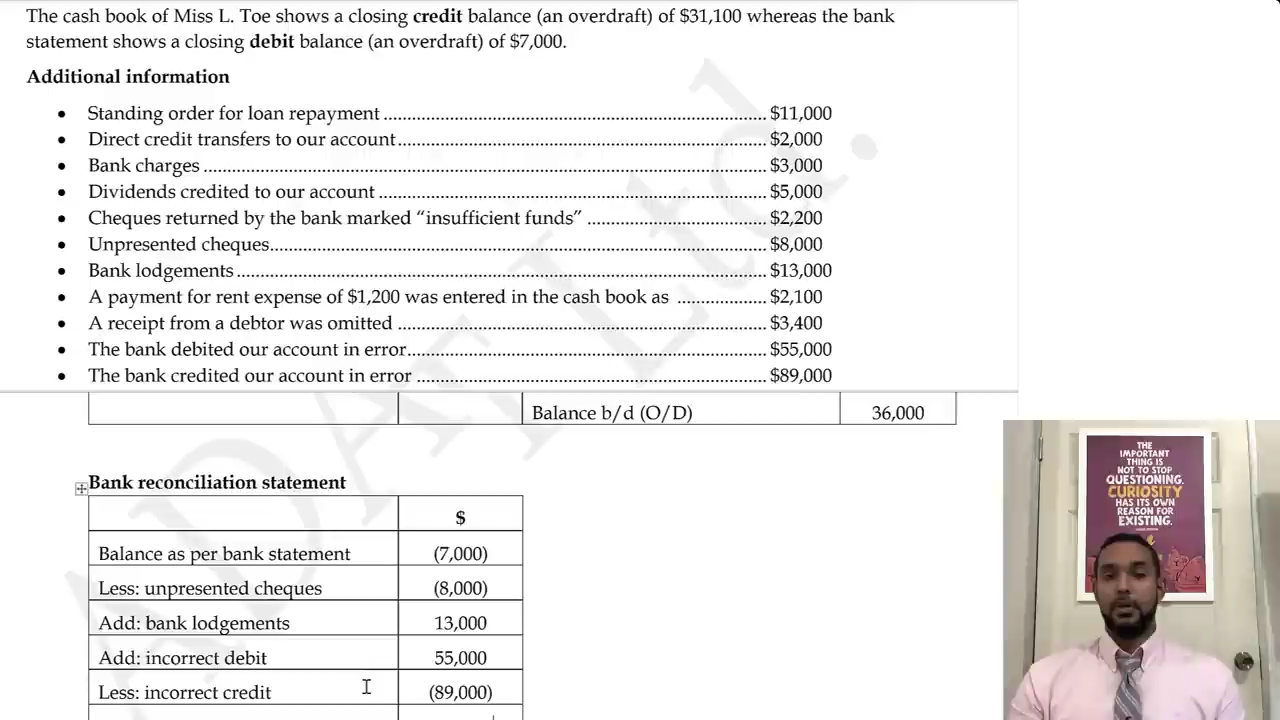 The cash book of Miss L. Toe shows a closing credit balance (an overdraft) of $31,100 whereas the bank
statement shows a closing debit balance (an overdraft) of $7,000.
Additional information
• Standing order for loan repayment ........ $11,000
• Direct credit transfers to our account ........ $2,000
• Bank charges ........ $3,000
• Dividends credited to our account ........ $5,000
• Cheques returned by the bank marked “insufficient funds” ........ $2,200
• Unpresented cheques ........ $8,000
• Bank lodgements ........ $13,000
• A payment for rent expense of $1,200 was entered in the cash book as ........ $2,100
• A receipt from a debtor was omitted ........ $3,400
• The bank debited our account in error ........ $55,000
• The bank credited our account in error ........ $89,000
Balance b/d (O/D) 36,000
Bank reconciliation statement
$
Balance as per bank statement (7,000)
Less: unpresented cheques (8,000)
Add: bank lodgements 13,000
Add: incorrect debit 55,000
Less: incorrect credit (89,000)
THE
IMPORTANT
THING IS
NOT TO STOP
QUESTIONING.
CURIOSITY
HAS ITS OWN
REASON FOR
EXISTING.